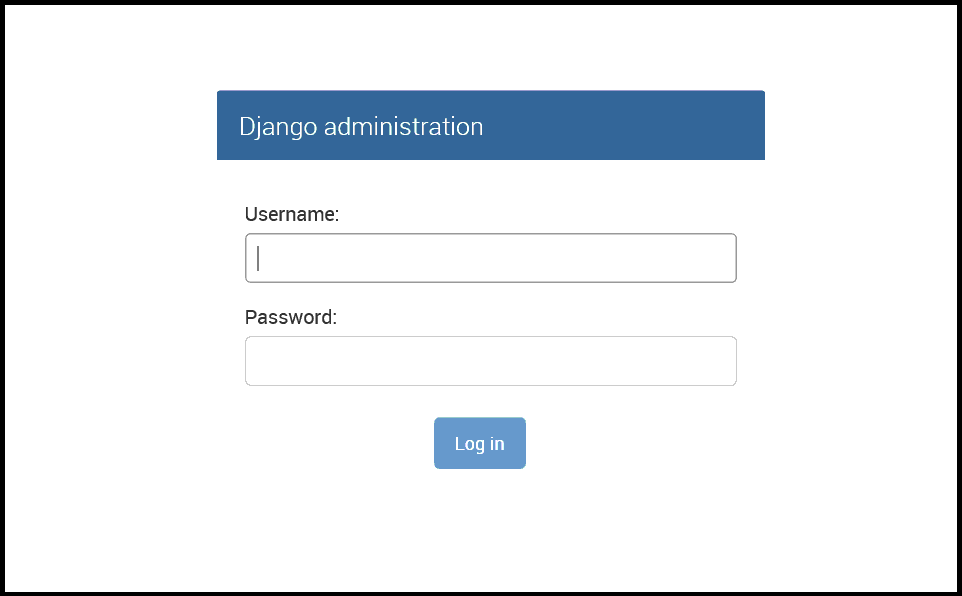 Django administration
Username:
Password:
Log in